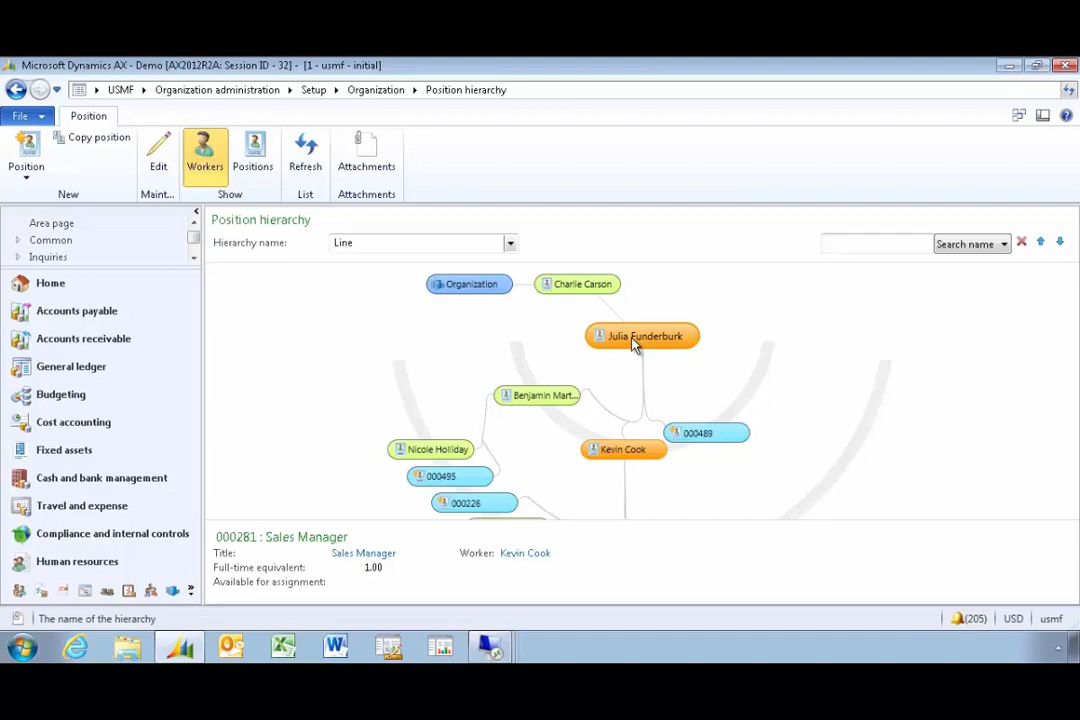 Microsoft Dynamics AX - Demo [AX2012R2A: Session ID - 32] - [1 - usmf - initial]
USMF Organization administration Setup Organization Position hierarchy
File Position
Copy position
Position Edit Workers Positions Refresh Attachments
New Maint... Show List Attachments
Area page
Common
Inquiries
Home
Accounts payable
Accounts receivable
General ledger
Budgeting
Cost accounting
Fixed assets
Cash and bank management
Travel and expense
Compliance and internal controls
Human resources
Position hierarchy
Hierarchy name: Line Search name
Organization Charlie Carson
Julia Funderburk
Benjamin Mart...
000489
Nicole Holliday Kevin Cook
000495
000226
000281 : Sales Manager
Title: Sales Manager Worker: Kevin Cook
Full-time equivalent: 1.00
Available for assignment:
The name of the hierarchy (205) USD usmf